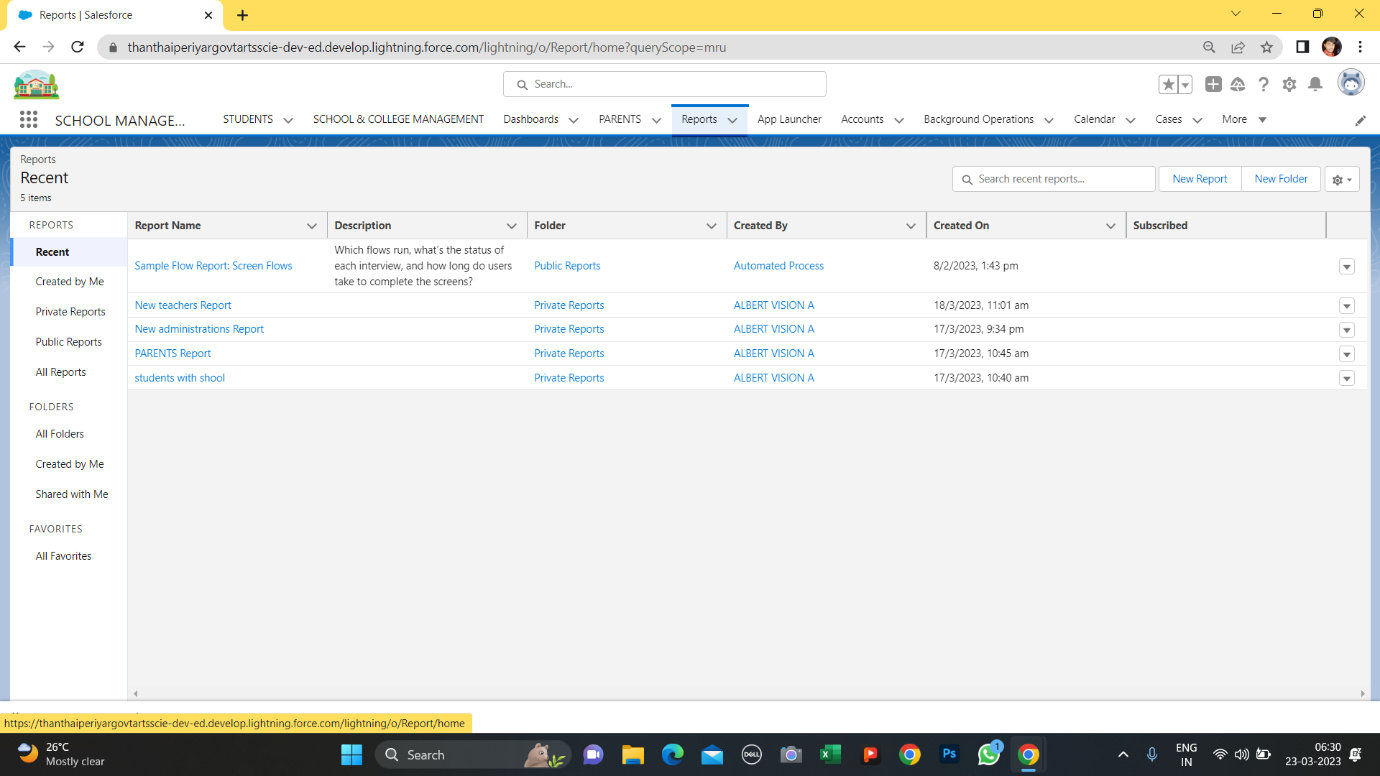 Reports | Salesforce
thanthaiperiyargovtartsscie-dev-ed.develop.lightning.force.com/lightning/o/Report/home?queryScope=mru
Search...
SCHOOL MANAGE... STUDENTS SCHOOL & COLLEGE MANAGEMENT Dashboards PARENTS Reports App Launcher Accounts Background Operations Calendar Cases More
Reports
Recent
5 items
Search recent reports...
New Report
New Folder
REPORTS
Recent
Created by Me
Private Reports
Public Reports
All Reports
FOLDERS
All Folders
Created by Me
Shared with Me
FAVORITES
All Favorites
Report Name Description Folder Created By Created On Subscribed
Which flows run, what's the status of
Sample Flow Report: Screen Flows each interview, and how long do users Public Reports Automated Process 8/2/2023, 1:43 pm
take to complete the screens?
New teachers Report Private Reports ALBERT VISION A 18/3/2023, 11:01 am
New administrations Report Private Reports ALBERT VISION A 17/3/2023, 9:34 pm
PARENTS Report Private Reports ALBERT VISION A 17/3/2023, 10:45 am
students with shool Private Reports ALBERT VISION A 17/3/2023, 10:40 am
https://thanthaiperiyargovtartsscie-dev-ed.develop.lightning.force.com/lightning/o/Report/home
26°C
Mostly clear
Search
DELL
Ps
1
ENG
IN
06:30
23-03-2023